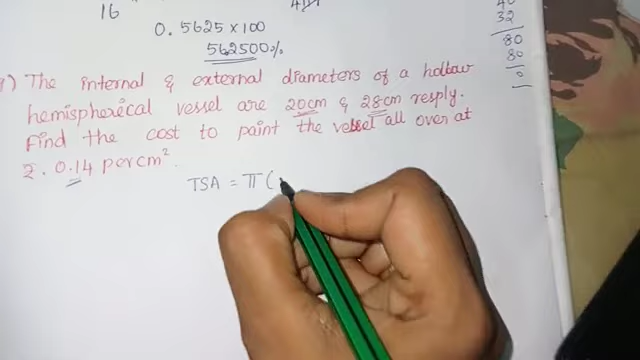 16
0.5625 x 100
562500%
40
32
80
80
0
9) The internal & external diameters of a hollow
hemispherical vessel are 20cm & 28cm resply.
Find the cost to paint the vessel all over at
₹. 0.14 per cm²
TSA = π (